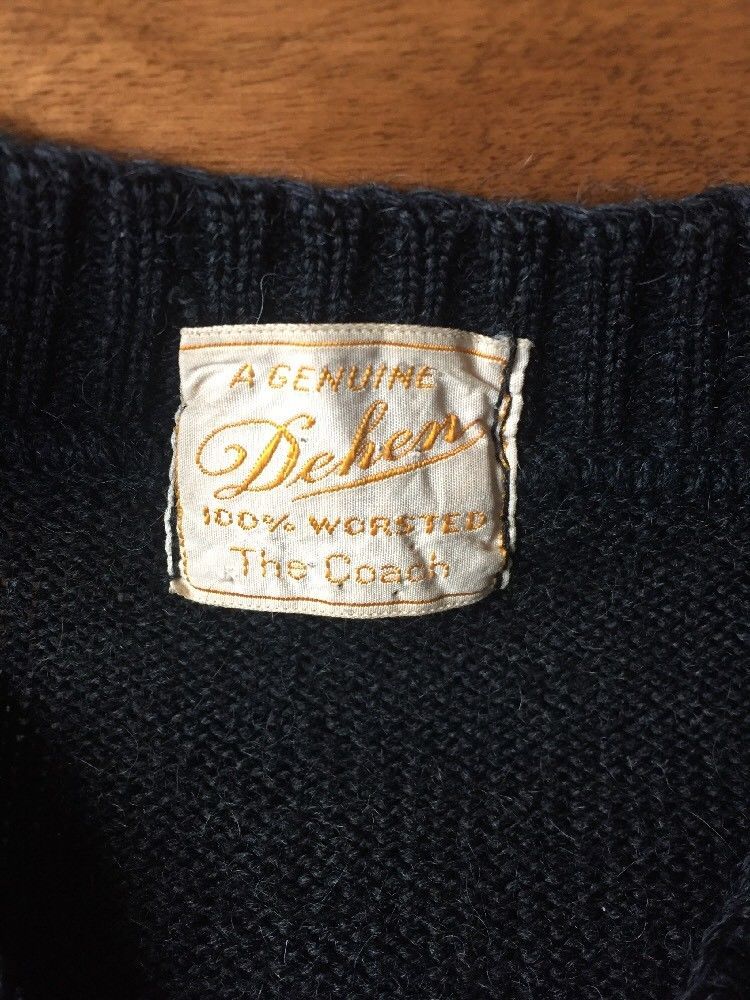 A GENUINE
Dehen
100% WORSTED
The Coach